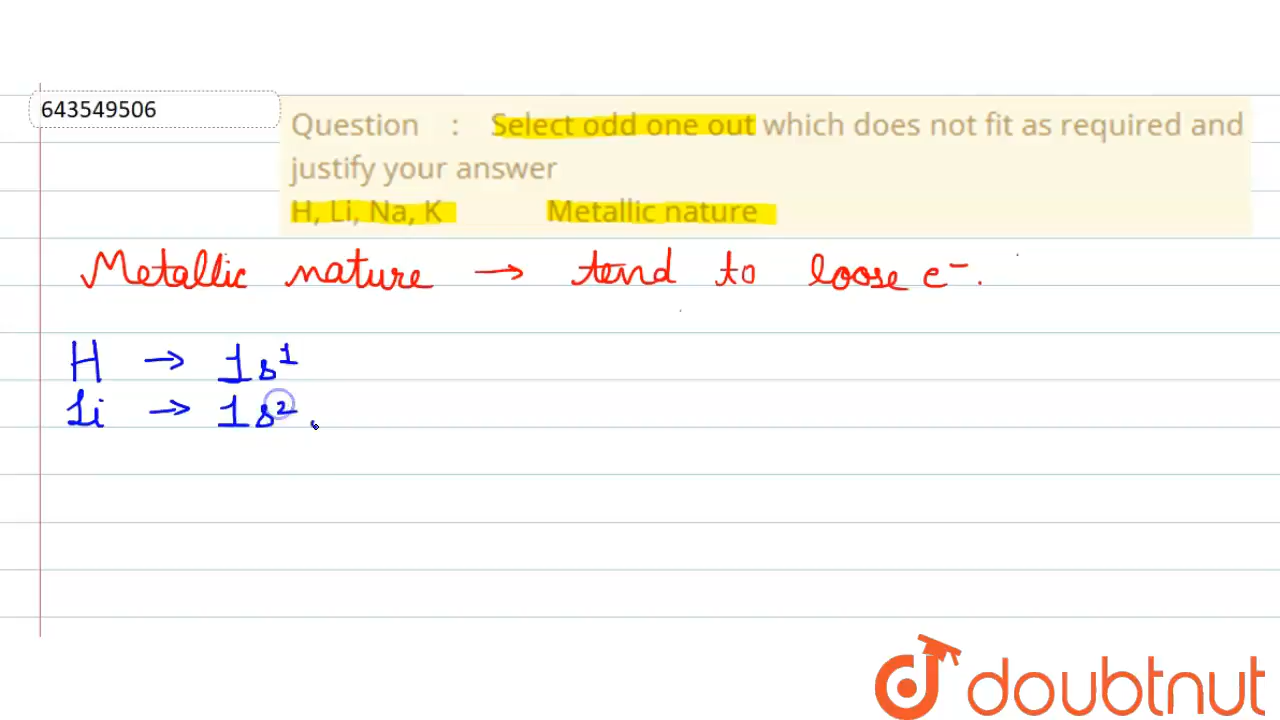 643549506
Question : Select odd one out which does not fit as required and
justify your answer
H, Li, Na, K Metallic nature
Metallic nature → tend to loose e⁻.
H → 1s¹
Li → 1s²
doubtnut